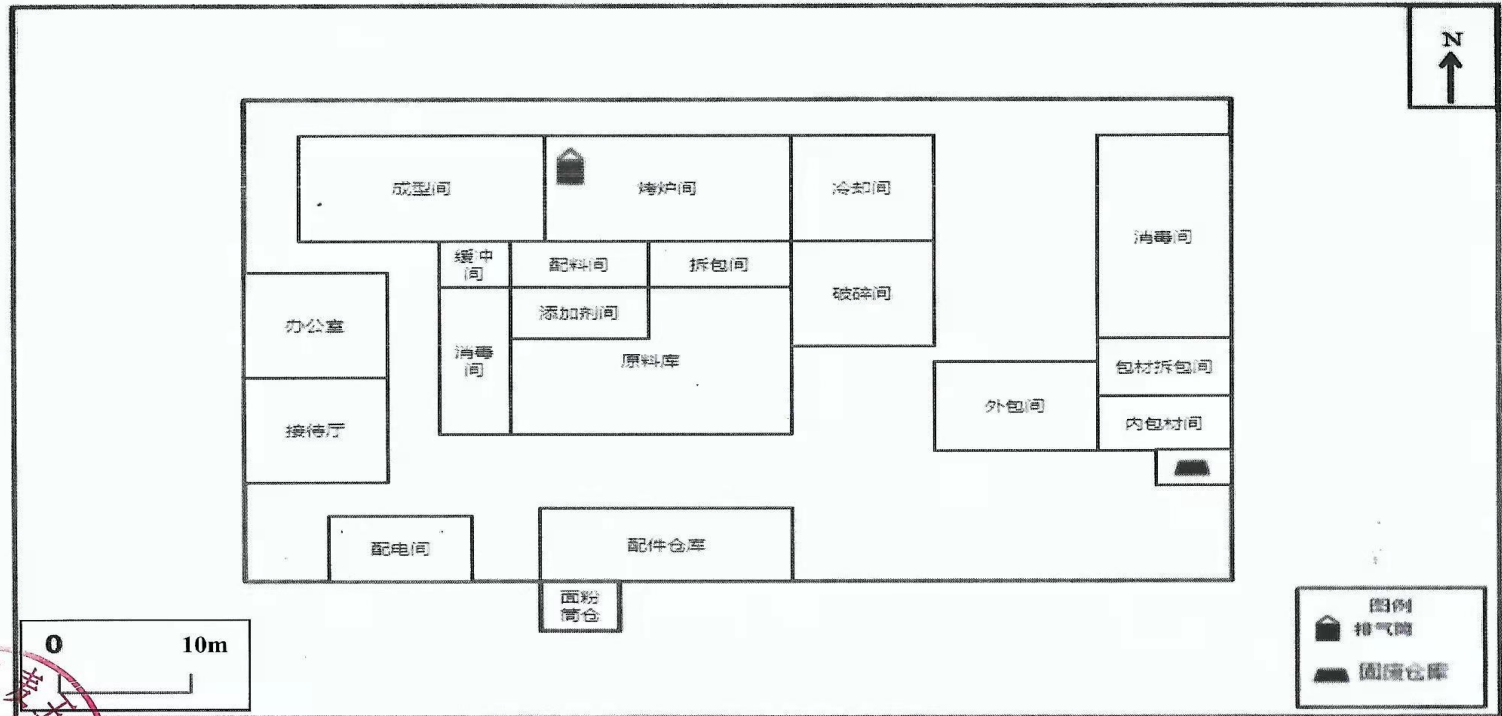 N
成型间
烤炉间
冷却间
消毒间
缓冲
间
配料间
拆包间
破碎间
办公室
添加剂间
消毒
间
原料库
包材拆包间
外包间
内包材间
接待厅
配电间
配件仓库
面粉
筒仓
图例
排气筒
固废仓库
0
10m